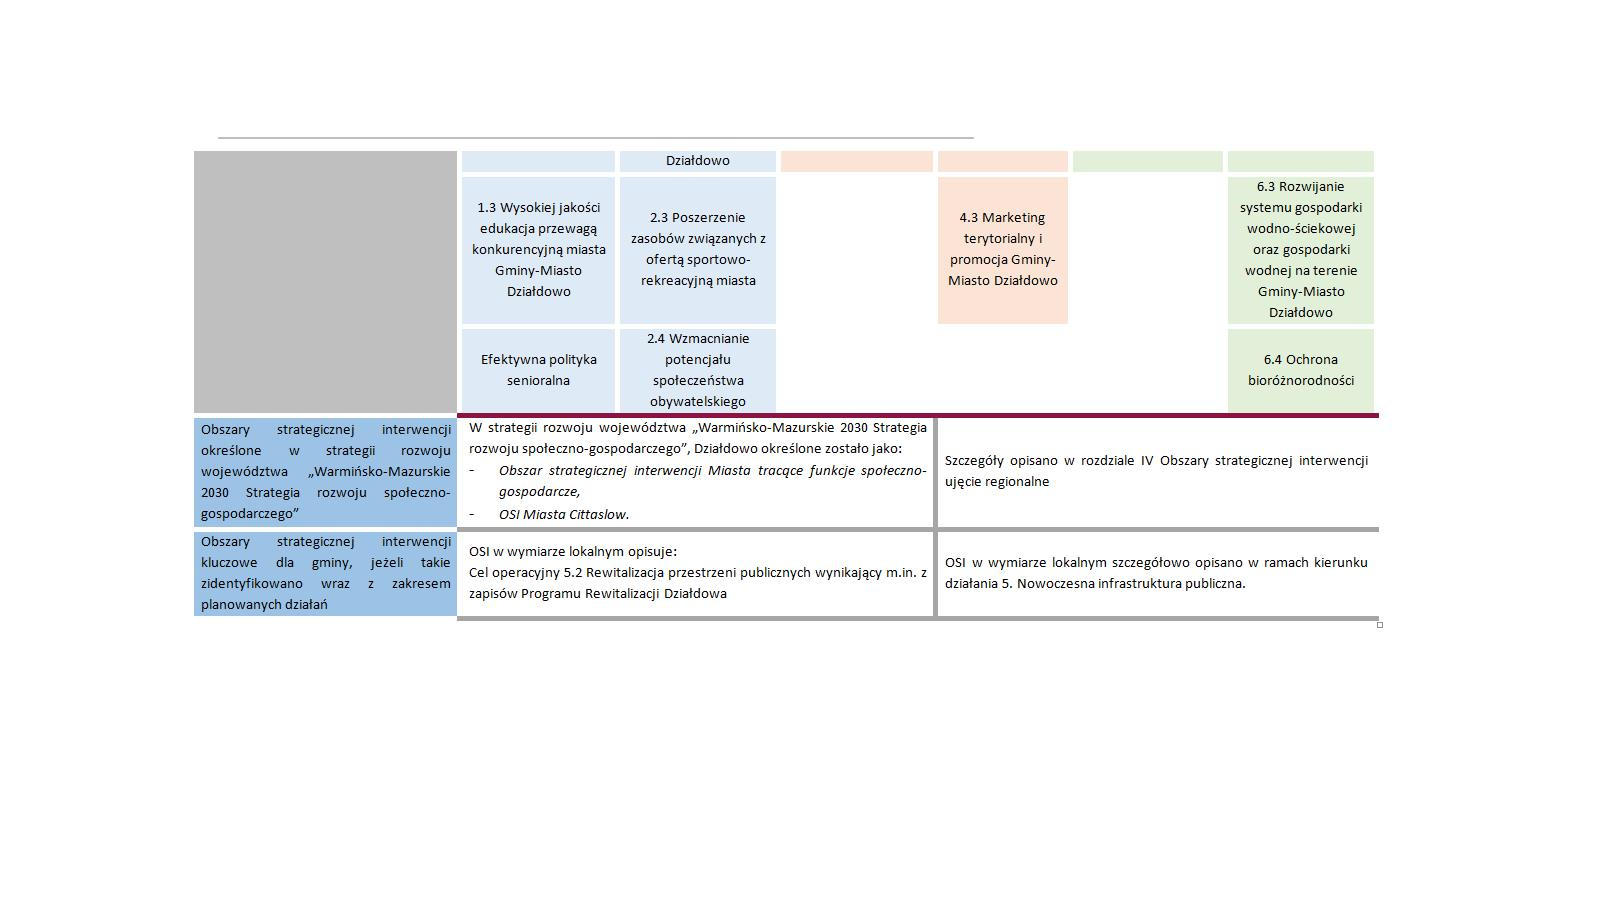 Działdowo
1.3 Wysokiej jakości
edukacja przewagą
konkurencyjną miasta
Gminy-Miasto
Działdowo
2.3 Poszerzenie
zasobów związanych z
ofertą sportowo-
rekreacyjną miasta
4.3 Marketing
terytorialny i
promocja Gminy-
Miasto Działdowo
6.3 Rozwijanie
systemu gospodarki
wodno-ściekowej
oraz gospodarki
wodnej na terenie
Gminy-Miasto
Działdowo
Efektywna polityka
senioralna
2.4 Wzmacnianie
potencjału
społeczeństwa
obywatelskiego
6.4 Ochrona
bioróżnorodności
Obszary strategicznej interwencji
określone w strategii rozwoju
województwa „Warmińsko-Mazurskie
2030 Strategia rozwoju społeczno-
gospodarczego”
W strategii rozwoju województwa „Warmińsko-Mazurskie 2030 Strategia
rozwoju społeczno-gospodarczego”, Działdowo określone zostało jako:
- Obszar strategicznej interwencji Miasta tracące funkcje społeczno-
gospodarcze,
- OSI Miasta Cittaslow.
Szczegóły opisano w rozdziale IV Obszary strategicznej interwencji
ujęcie regionalne
Obszary strategicznej interwencji
kluczowe dla gminy, jeżeli takie
zidentyfikowano wraz z zakresem
planowanych działań
OSI w wymiarze lokalnym opisuje:
Cel operacyjny 5.2 Rewitalizacja przestrzeni publicznych wynikający m.in. z
zapisów Programu Rewitalizacji Działdowa
OSI w wymiarze lokalnym szczegółowo opisano w ramach kierunku
działania 5. Nowoczesna infrastruktura publiczna.